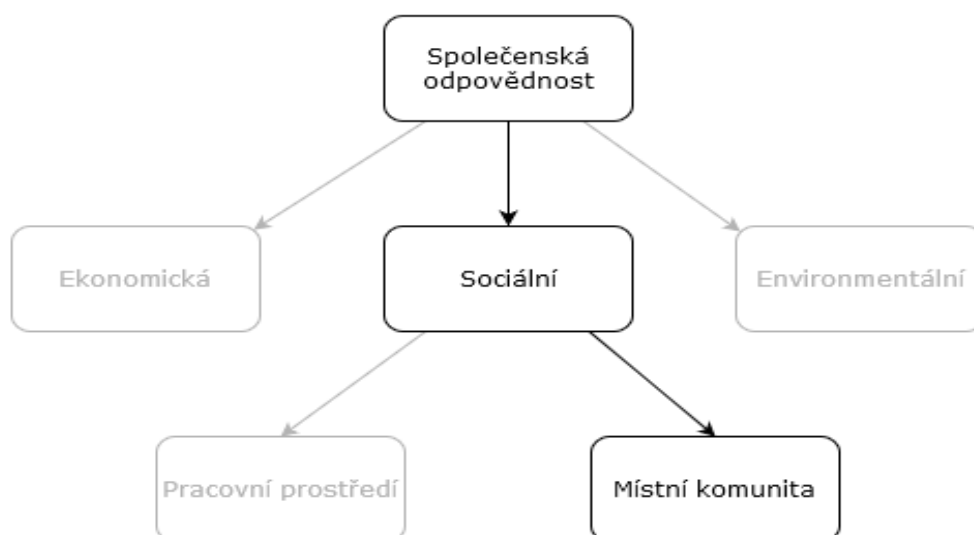 Společenská
odpovědnost
Ekonomická
Sociální
Environmentální
Pracovní prostředí
Místní komunita